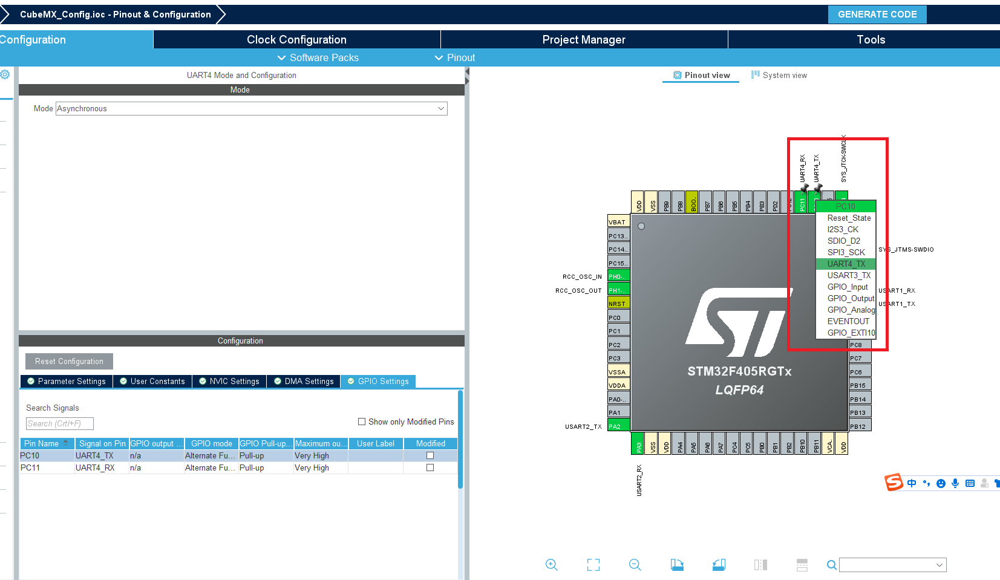 CubeMX_Config.ioc - Pinout & Configuration
GENERATE CODE
Configuration
Clock Configuration
Project Manager
Tools
Software Packs
Pinout
UART4 Mode and Configuration
Mode
Mode
Asynchronous
Configuration
Reset Configuration
Parameter Settings
User Constants
NVIC Settings
DMA Settings
GPIO Settings
Search Signals
Search (Crtl+F)
Show only Modified Pins
Pin Name
Signal on Pin
GPIO output ...
GPIO mode
GPIO Pull-up...
Maximum ou...
User Label
Modified
PC10
UART4_TX
n/a
Alternate Fu...
Pull-up
Very High
PC11
UART4_RX
n/a
Alternate Fu...
Pull-up
Very High
Pinout view
System view
UART4_RX
UART4_TX
SYS_JTCK-SWCLK
VDD
VSS
PB9
PB8
BOO..
PB7
PB6
PB5
PB4
PB3
PD2
PC11
VBAT
PC13..
PC14..
PC15..
RCC_OSC_IN
PH0-..
RCC_OSC_OUT
PH1-..
NRST
PC0
PC1
PC2
PC3
VSSA
VDDA
PA0-..
PA1
USART2_TX
PA2
PC10
Reset_State
I2S3_CK
SDIO_D2
SPI3_SCK
UART4_TX
USART3_TX
GPIO_Input
GPIO_Output
GPIO_Analog
EVENTOUT
GPIO_EXTI10
SYS_JTMS-SWDIO
USART1_RX
USART1_TX
PC8
PC7
PC6
PB15
PB14
PB13
PB12
ST
STM32F405RGTx
LQFP64
PA3
VSS
VDD
PA4
PA5
PA6
PA7
PC4
PC5
PB0
PB1
PB2
PB10
PB11
VCA..
VDD
USART2_RX
S
中